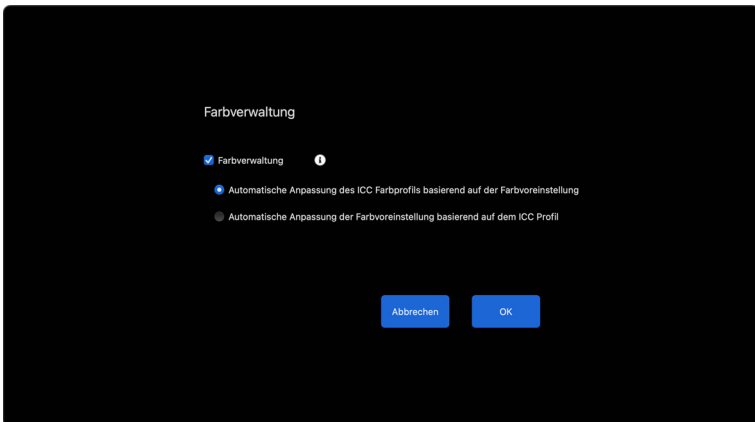 Farbverwaltung
Farbverwaltung
Automatische Anpassung des ICC Farbprofils basierend auf der Farbvoreinstellung
Automatische Anpassung der Farbvoreinstellung basierend auf dem ICC Profil
Abbrechen
OK